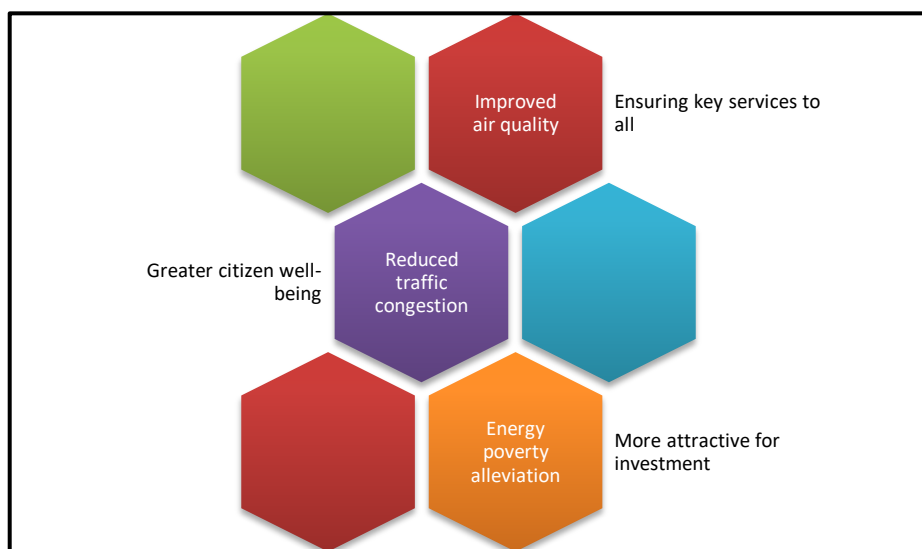 Improved
air quality
Ensuring key services to
all
Greater citizen well-
being
Reduced
traffic
congestion
Energy
poverty
alleviation
More attractive for
investment